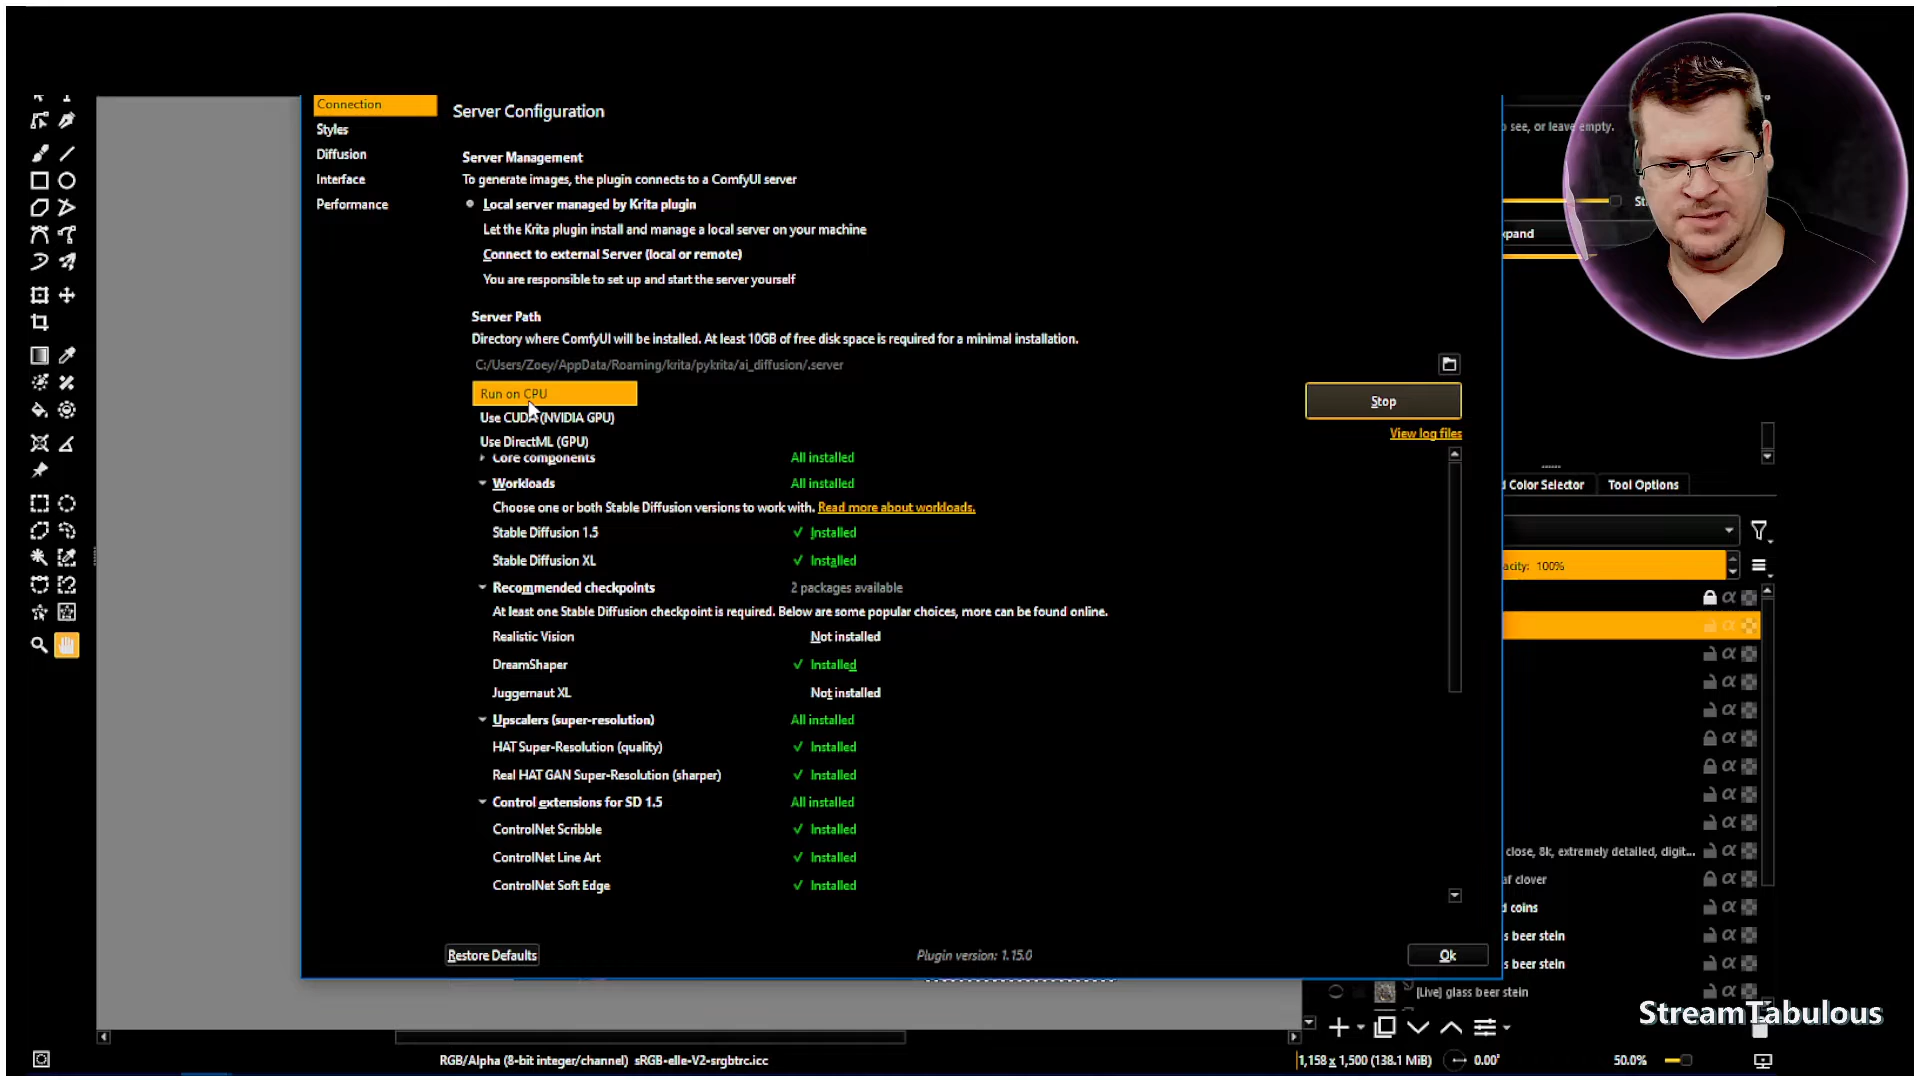 Connection
Server Configuration
Styles
Diffusion
Interface
Performance
Server Management
To generate images, the plugin connects to a ComfyUI server
Local server managed by Krita plugin
Let the Krita plugin install and manage a local server on your machine
Connect to external Server (local or remote)
You are responsible to set up and start the server yourself
Server Path
Directory where ComfyUI will be installed. At least 10GB of free disk space is required for a minimal installation.
C:/Users/Zoey/AppData/Roaming/krita/pykrita/ai_diffusion/.server
Run on CPU
Use CUDA (NVIDIA GPU)
Use DirectML (GPU)
Stop
View log files
Core components All installed
Workloads All installed
Choose one or both Stable Diffusion versions to work with. Read more about workloads.
Stable Diffusion 1.5 ✓ Installed
Stable Diffusion XL ✓ Installed
Recommended checkpoints 2 packages available
At least one Stable Diffusion checkpoint is required. Below are some popular choices, more can be found online.
Realistic Vision Not installed
DreamShaper ✓ Installed
Juggernaut XL Not installed
Upscalers (super-resolution) All installed
HAT Super-Resolution (quality) ✓ Installed
Real HAT GAN Super-Resolution (sharper) ✓ Installed
Control extensions for SD 1.5 All installed
ControlNet Scribble ✓ Installed
ControlNet Line Art ✓ Installed
ControlNet Soft Edge ✓ Installed
Restore Defaults
Plugin version: 1.15.0
Ok
to see, or leave empty.
St
xpand
d Color Selector
Tool Options
acity: 100%
close, 8k, extremely detailed, digit...
af clover
d coins
s beer stein
s beer stein
[Live] glass beer stein
StreamTabulous
RGB/Alpha (8-bit integer/channel) sRGB-elle-V2-srgbtrc.icc
1,158 x 1,500 (138.1 MiB)
0.00°
50.0%